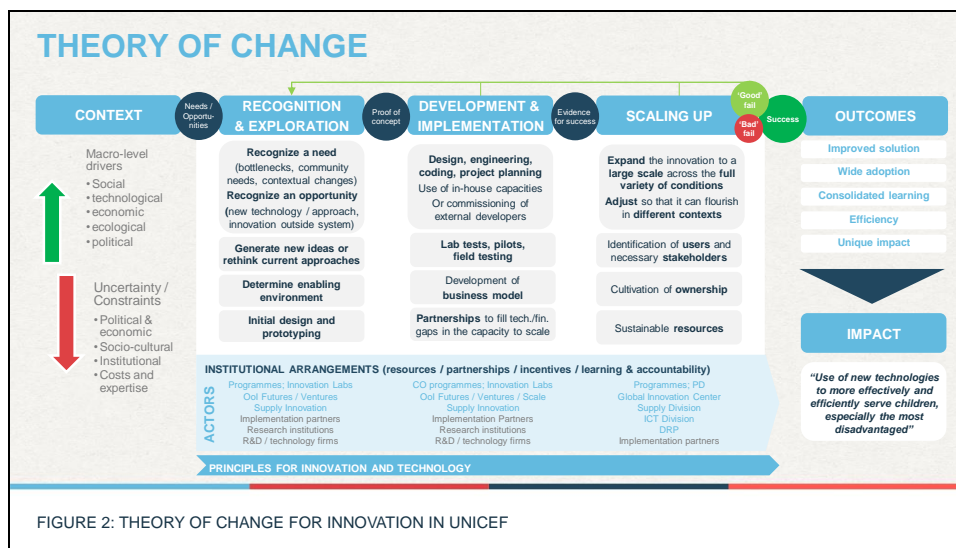 THEORY OF CHANGE
CONTEXT
Needs /
Opportu-
nities
RECOGNITION
& EXPLORATION
Proof of
concept
DEVELOPMENT &
IMPLEMENTATION
Evidence
for success
SCALING UP
'Good'
fail
'Bad'
fail
Success
OUTCOMES
Macro-level
drivers
• Social
• technological
• economic
• ecological
• political
Uncertainty /
Constraints
• Political &
economic
• Socio-cultural
• Institutional
• Costs and
expertise
Recognize a need
(bottlenecks, community
needs, contextual changes)
Recognize an opportunity
(new technology / approach,
innovation outside system)
Generate new ideas or
rethink current approaches
Determine enabling
environment
Initial design and
prototyping
Design, engineering,
coding, project planning
Use of in-house capacities
Or commissioning of
external developers
Lab tests, pilots,
field testing
Development of
business model
Partnerships to fill tech./fin.
gaps in the capacity to scale
Expand the innovation to a
large scale across the full
variety of conditions
Adjust so that it can flourish
in different contexts
Identification of users and
necessary stakeholders
Cultivation of ownership
Sustainable resources
Improved solution
Wide adoption
Consolidated learning
Efficiency
Unique impact
IMPACT
“Use of new technologies
to more effectively and
efficiently serve children,
especially the most
disadvantaged”
INSTITUTIONAL ARRANGEMENTS (resources / partnerships / incentives / learning & accountability)
ACTORS
Programmes; Innovation Labs
OoI Futures / Ventures
Supply Innovation
Implementation partners
Research institutions
R&D / technology firms
CO programmes; Innovation Labs
OoI Futures / Ventures / Scale
Supply Innovation
Implementation Partners
Research institutions
R&D / technology firms
Programmes; PD
Global Innovation Center
Supply Division
ICT Division
DRP
Implementation partners
PRINCIPLES FOR INNOVATION AND TECHNOLOGY
FIGURE 2: THEORY OF CHANGE FOR INNOVATION IN UNICEF